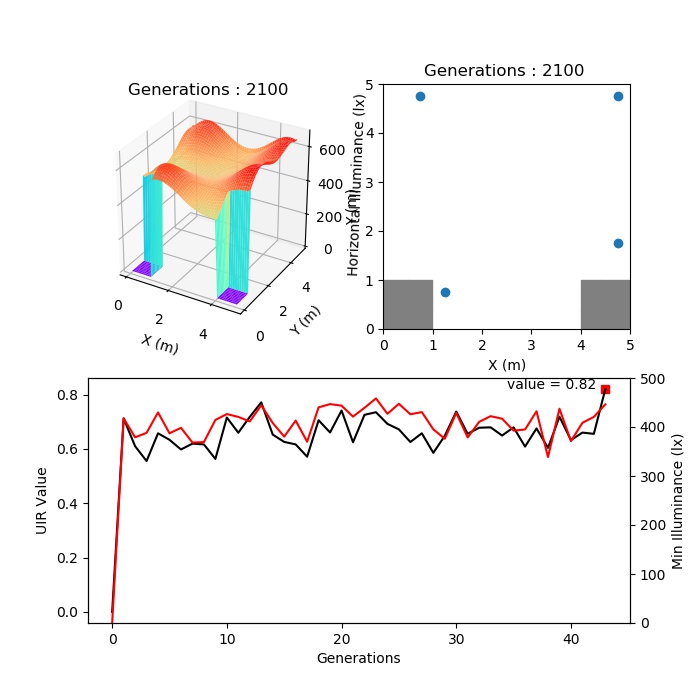 Generations : 2100
600
400
200
0
Horizontal Illuminance (lx)
0
2
4
X (m)
0
2
4
Y (m)
Generations : 2100
5
4
3
2
1
0
Y (m)
0 1 2 3 4 5
X (m)
value = 0.82
0.8
0.6
0.4
0.2
0.0
UIR Value
500
400
300
200
100
0
Min Illuminance (lx)
0 10 20 30 40
Generations